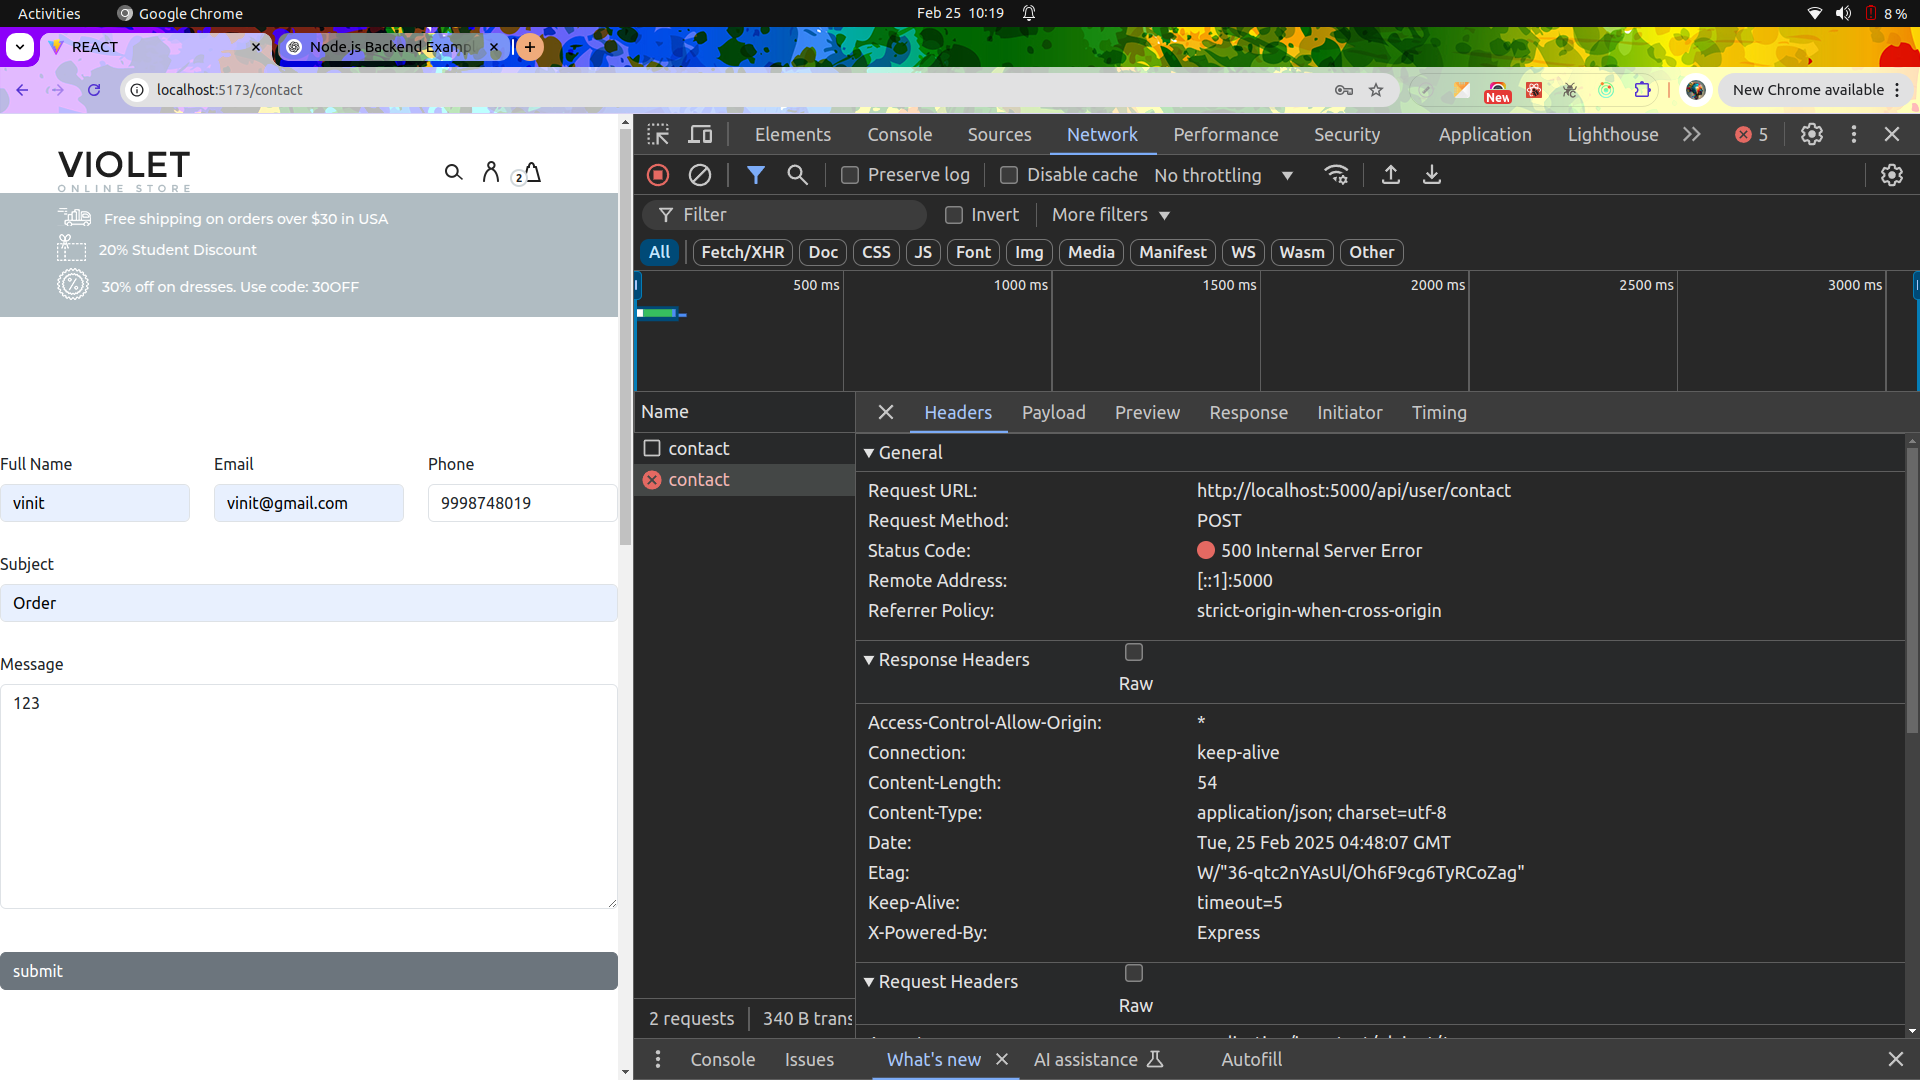 Activities
Google Chrome
Feb 25 10:19
8 %
REACT
Node.js Backend Exampl
localhost:5173/contact
New
New Chrome available
VIOLET
ONLINE STORE
2
Free shipping on orders over $30 in USA
20% Student Discount
30% off on dresses. Use code: 30OFF
Full Name
Email
Phone
vinit
vinit@gmail.com
9998748019
Subject
Order
Message
123
submit
Elements
Console
Sources
Network
Performance
Security
Application
Lighthouse
5
Preserve log
Disable cache
No throttling
Filter
Invert
More filters
All
Fetch/XHR
Doc
CSS
JS
Font
Img
Media
Manifest
WS
Wasm
Other
500 ms
1000 ms
1500 ms
2000 ms
2500 ms
3000 ms
Name
contact
contact
2 requests
340 B trans
Headers
Payload
Preview
Response
Initiator
Timing
General
Request URL: http://localhost:5000/api/user/contact
Request Method: POST
Status Code: 500 Internal Server Error
Remote Address: [::1]:5000
Referrer Policy: strict-origin-when-cross-origin
Response Headers
Raw
Access-Control-Allow-Origin: *
Connection: keep-alive
Content-Length: 54
Content-Type: application/json; charset=utf-8
Date: Tue, 25 Feb 2025 04:48:07 GMT
Etag: W/"36-qtc2nYAsUl/Oh6F9cg6TyRCoZag"
Keep-Alive: timeout=5
X-Powered-By: Express
Request Headers
Raw
Console
Issues
What's new
AI assistance
Autofill